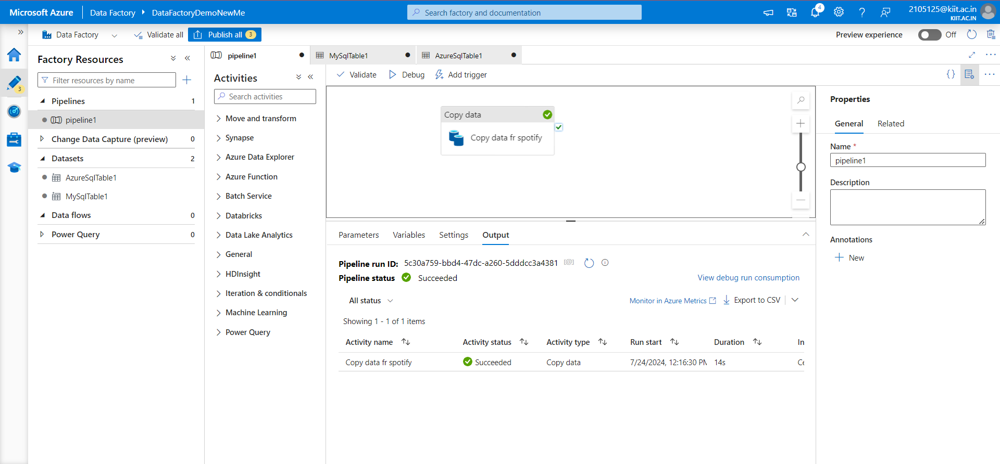 Microsoft Azure Data Factory DataFactoryDemoNewMe Search factory and documentation 4 2105125@kiit.ac.in
KIIT.AC.IN
Data Factory Validate all Publish all 3 Preview experience Off
Factory Resources
Filter resources by name
3
Pipelines 1
pipeline1
Change Data Capture (preview) 0
Datasets 2
AzureSqlTable1
MySqlTable1
Data flows 0
Power Query 0
pipeline1 MySqlTable1 AzureSqlTable1
Activities
Search activities
Move and transform
Synapse
Azure Data Explorer
Azure Function
Batch Service
Databricks
Data Lake Analytics
General
HDInsight
Iteration & conditionals
Machine Learning
Power Query
Validate Debug Add trigger
Copy data
Copy data fr spotify
Parameters Variables Settings Output
Pipeline run ID: 5c30a759-bbd4-47dc-a260-5dddcc3a4381 [@]
Pipeline status Succeeded View debug run consumption
All status Monitor in Azure Metrics Export to CSV
Showing 1 - 1 of 1 items
Activity name Activity status Activity type Run start Duration In
Copy data fr spotify Succeeded Copy data 7/24/2024, 12:16:30 PM 14s Ce
{}
Properties
General Related
Name *
pipeline1
Description
Annotations
New